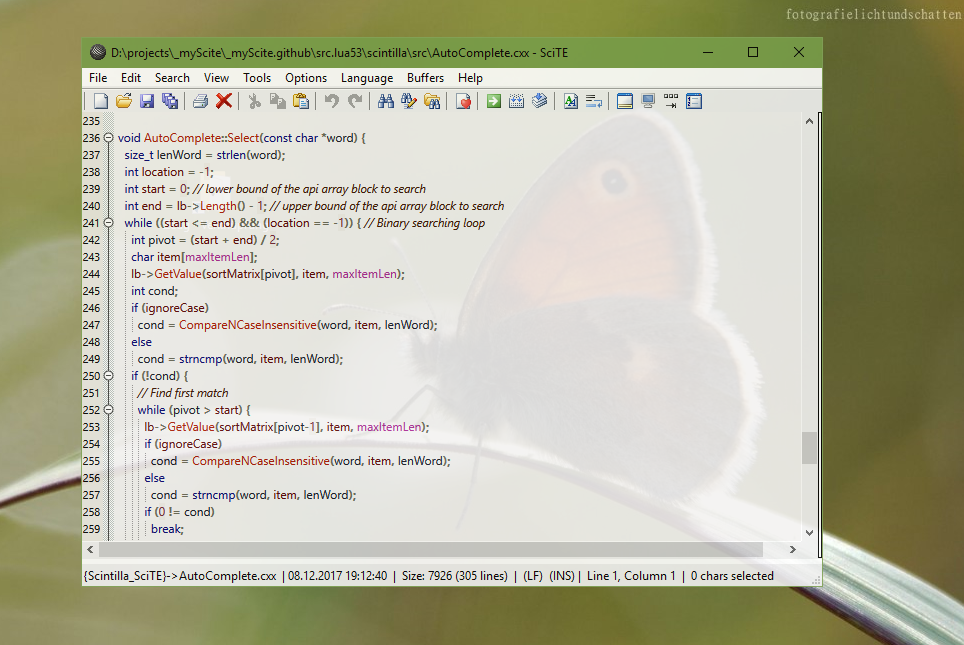 fotografielichtundschatten
D:\projects\_myScite\_myScite.github\src.lua53\scintilla\src\AutoComplete.cxx - SciTE
File Edit Search View Tools Options Language Buffers Help
235
236 void AutoComplete::Select(const char *word) {
237 size_t lenWord = strlen(word);
238 int location = -1;
239 int start = 0; // lower bound of the api array block to search
240 int end = lb->Length() - 1; // upper bound of the api array block to search
241 while ((start <= end) && (location == -1)) { // Binary searching loop
242 int pivot = (start + end) / 2;
243 char item[maxItemLen];
244 lb->GetValue(sortMatrix[pivot], item, maxItemLen);
245 int cond;
246 if (ignoreCase)
247 cond = CompareNCaseInsensitive(word, item, lenWord);
248 else
249 cond = strncmp(word, item, lenWord);
250 if (!cond) {
251 // Find first match
252 while (pivot > start) {
253 lb->GetValue(sortMatrix[pivot-1], item, maxItemLen);
254 if (ignoreCase)
255 cond = CompareNCaseInsensitive(word, item, lenWord);
256 else
257 cond = strncmp(word, item, lenWord);
258 if (0 != cond)
259 break;
{Scintilla_SciTE}->AutoComplete.cxx | 08.12.2017 19:12:40 | Size: 7926 (305 lines) | (LF) (INS) | Line 1, Column 1 | 0 chars selected